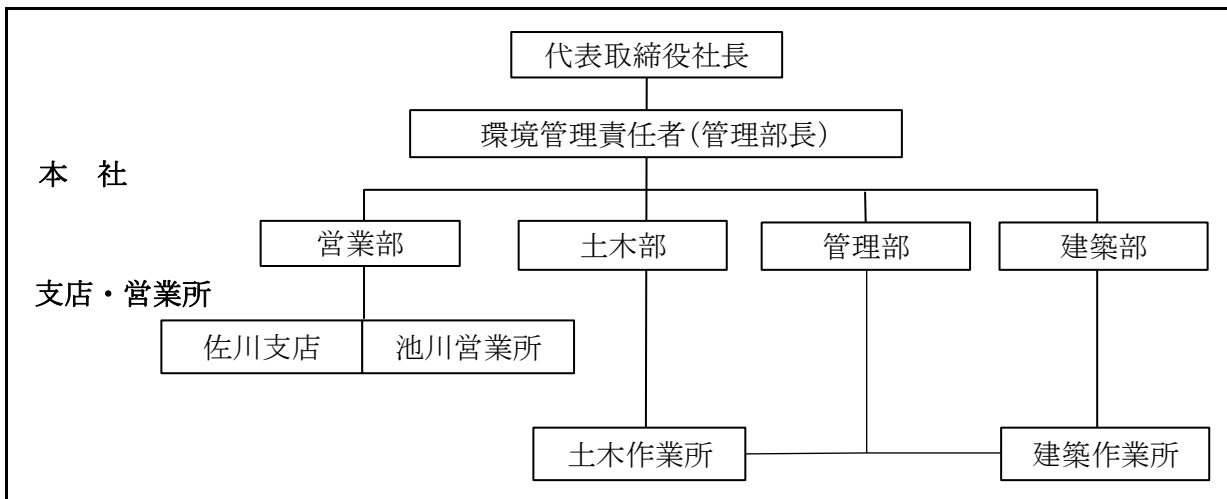 代表取締役社長
環境管理責任者(管理部長)
本　社
営業部
土木部
管理部
建築部
支店・営業所
佐川支店
池川営業所
土木作業所
建築作業所